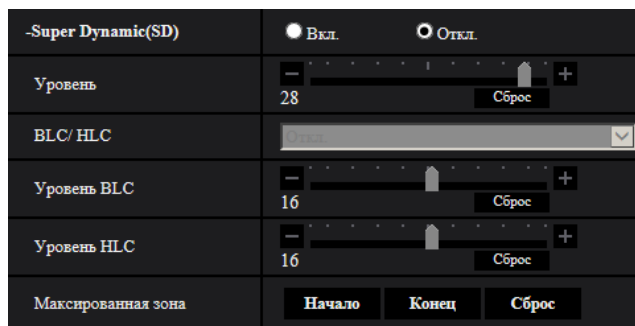 -Super Dynamic(SD) Вкл. Откл.
Уровень
28 Сброс
BLC/ HLC Откл.
Уровень BLC
16 Сброс
Уровень HLC
16 Сброс
Максированная зона Начало Конец Сброс